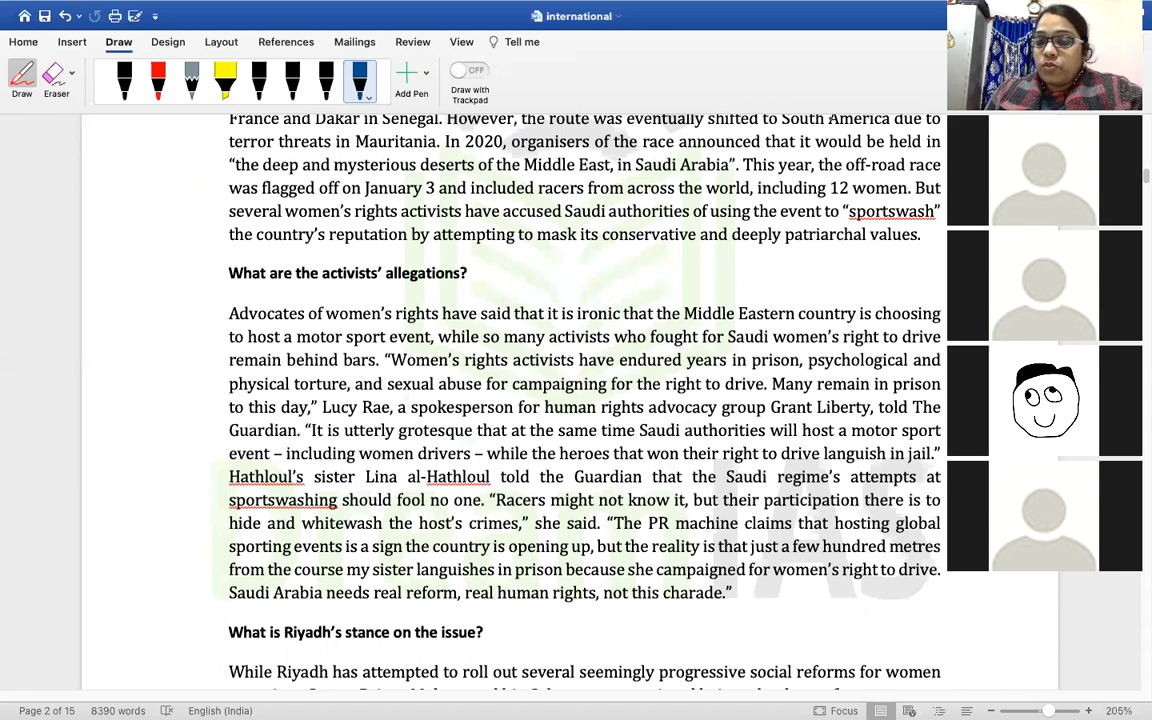 international
Home Insert Draw Design Layout References Mailings Review View Tell me
Draw Eraser Add Pen OFF Draw with Trackpad
France and Dakar in Senegal. However, the route was eventually shifted to South America due to
terror threats in Mauritania. In 2020, organisers of the race announced that it would be held in
“the deep and mysterious deserts of the Middle East, in Saudi Arabia”. This year, the off-road race
was flagged off on January 3 and included racers from across the world, including 12 women. But
several women’s rights activists have accused Saudi authorities of using the event to “sportswash”
the country’s reputation by attempting to mask its conservative and deeply patriarchal values.
What are the activists’ allegations?
Advocates of women’s rights have said that it is ironic that the Middle Eastern country is choosing
to host a motor sport event, while so many activists who fought for Saudi women’s right to drive
remain behind bars. “Women’s rights activists have endured years in prison, psychological and
physical torture, and sexual abuse for campaigning for the right to drive. Many remain in prison
to this day,” Lucy Rae, a spokesperson for human rights advocacy group Grant Liberty, told The
Guardian. “It is utterly grotesque that at the same time Saudi authorities will host a motor sport
event – including women drivers – while the heroes that won their right to drive languish in jail.”
Hathloul’s sister Lina al-Hathloul told the Guardian that the Saudi regime’s attempts at
sportswashing should fool no one. “Racers might not know it, but their participation there is to
hide and whitewash the host’s crimes,” she said. “The PR machine claims that hosting global
sporting events is a sign the country is opening up, but the reality is that just a few hundred metres
from the course my sister languishes in prison because she campaigned for women’s right to drive.
Saudi Arabia needs real reform, real human rights, not this charade.”
What is Riyadh’s stance on the issue?
While Riyadh has attempted to roll out several seemingly progressive social reforms for women
Page 2 of 15 8390 words English (India) Focus 205%